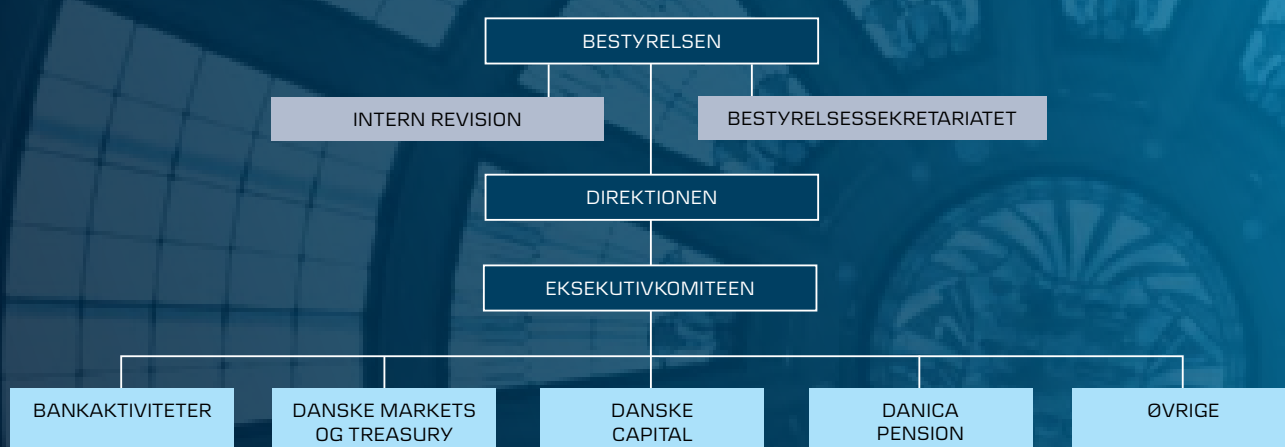 BESTYRELSEN
INTERN REVISION
BESTYRELSESSEKRETARIATET
DIREKTIONEN
EKSEKUTIVKOMITEEN
BANKAKTIVITETER
DANSKE MARKETS
OG TREASURY
DANSKE
CAPITAL
DANICA
PENSION
ØVRIGE